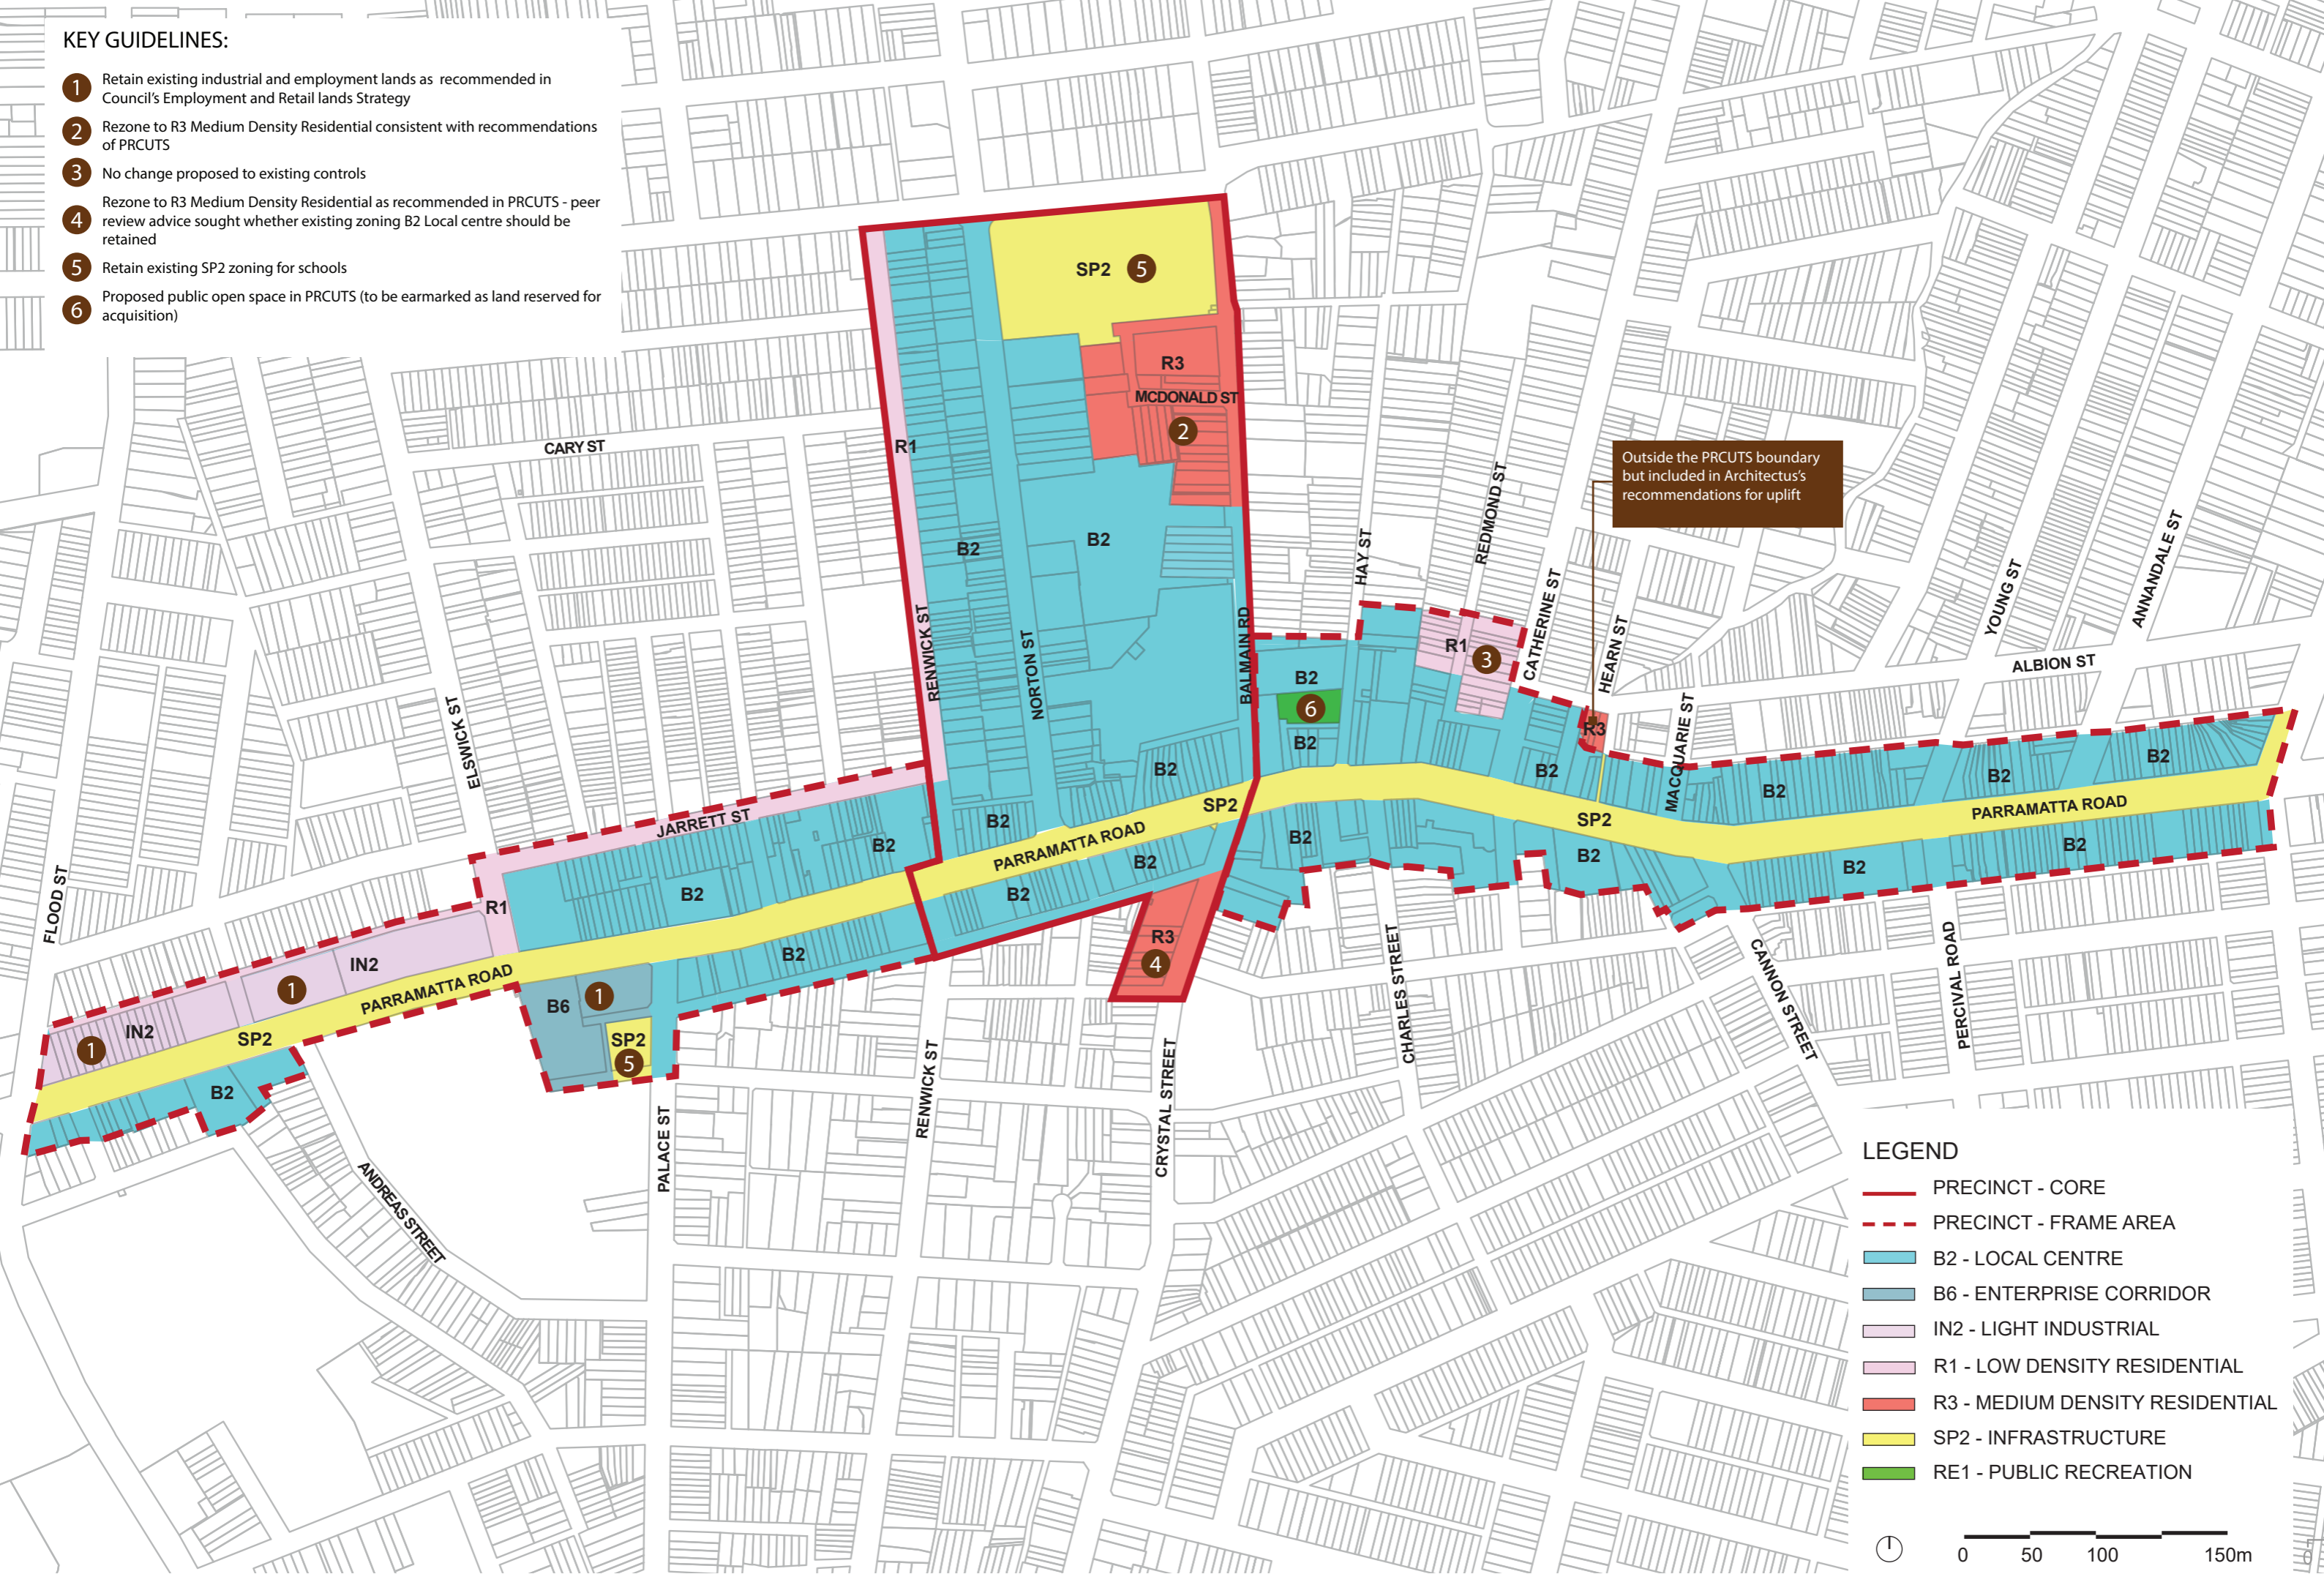 KEY GUIDELINES:
1 Retain existing industrial and employment lands as recommended in
Council's Employment and Retail lands Strategy
2 Rezone to R3 Medium Density Residential consistent with recommendations
of PRCUTS
3 No change proposed to existing controls
4 Rezone to R3 Medium Density Residential as recommended in PRCUTS - peer
review advice sought whether existing zoning B2 Local centre should be
retained
5 Retain existing SP2 zoning for schools
6 Proposed public open space in PRCUTS (to be earmarked as land reserved for
acquisition)
SP2 5
R3
MCDONALD ST
2
CARY ST
R1
Outside the PRCUTS boundary
but included in Architectus's
recommendations for uplift
B2
B2
HAY ST
REDMOND ST
CATHERINE ST
HEARN ST
YOUNG ST
ANNANDALE ST
ALBION ST
RENWICK ST
NORTON ST
BALMAIN RD
R1
3
B2
6
B2
R3
MACQUARIE ST
ELSWICK ST
B2
B2
B2
B2
B2
JARRETT ST
B2
SP2
PARRAMATTA ROAD
SP2
PARRAMATTA ROAD
B2
B2
B2
B2
B2
B2
B2
B2
FLOOD ST
R1
B2
R3
4
IN2
1
PARRAMATTA ROAD
B2
B6
1
IN2
1
SP2
SP2
5
B2
CHARLES STREET
CANNON STREET
PERCIVAL ROAD
ANDREAS STREET
PALACE ST
RENWICK ST
CRYSTAL STREET
LEGEND
PRECINCT - CORE
PRECINCT - FRAME AREA
B2 - LOCAL CENTRE
B6 - ENTERPRISE CORRIDOR
IN2 - LIGHT INDUSTRIAL
R1 - LOW DENSITY RESIDENTIAL
R3 - MEDIUM DENSITY RESIDENTIAL
SP2 - INFRASTRUCTURE
RE1 - PUBLIC RECREATION
0 50 100 150m